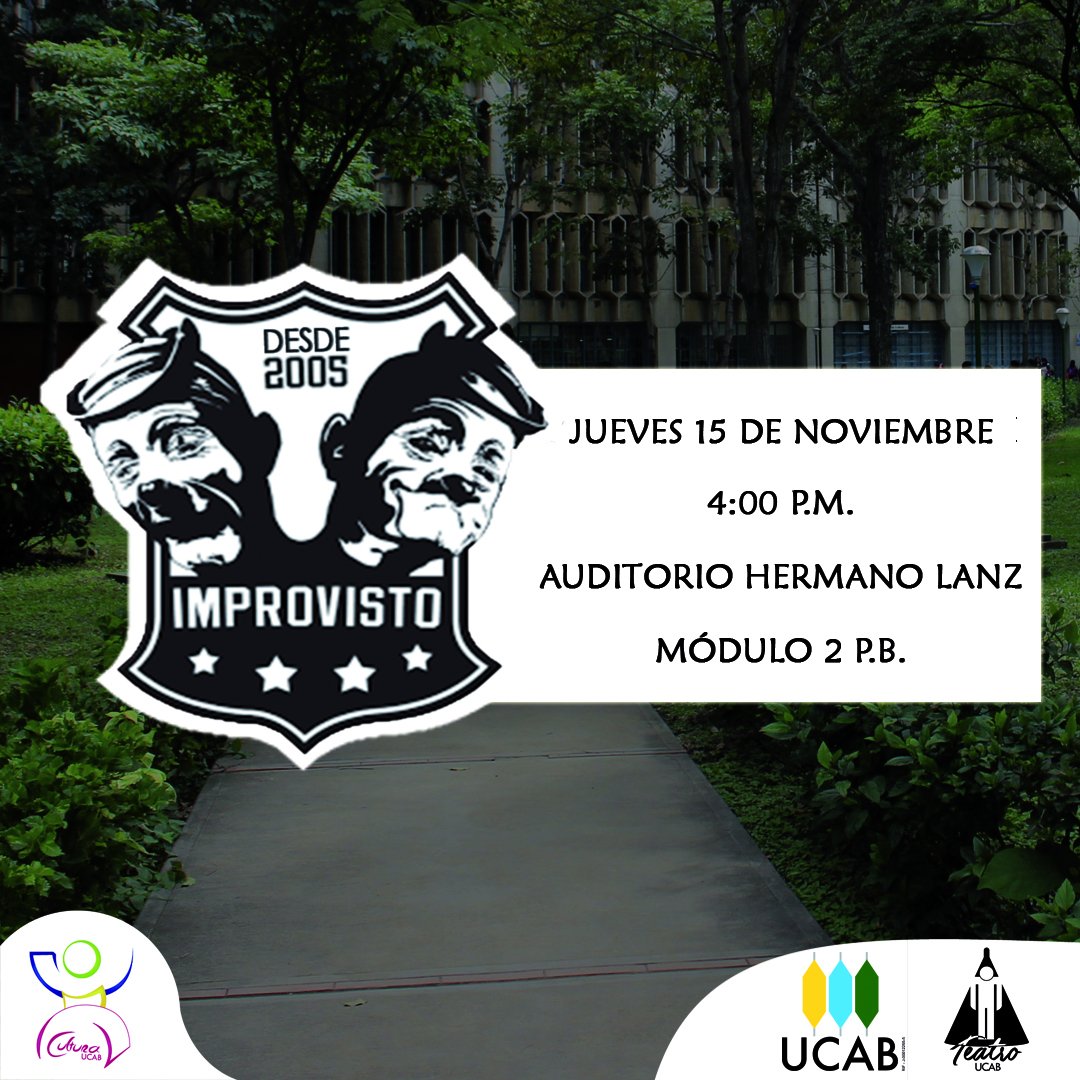 DESDE
2005
IMPROVISTO
JUEVES 15 DE NOVIEMBRE
4:00 P.M.
AUDITORIO HERMANO LANZ
MÓDULO 2 P.B.
Cultura
UCAB
UCAB
Teatro
UCAB